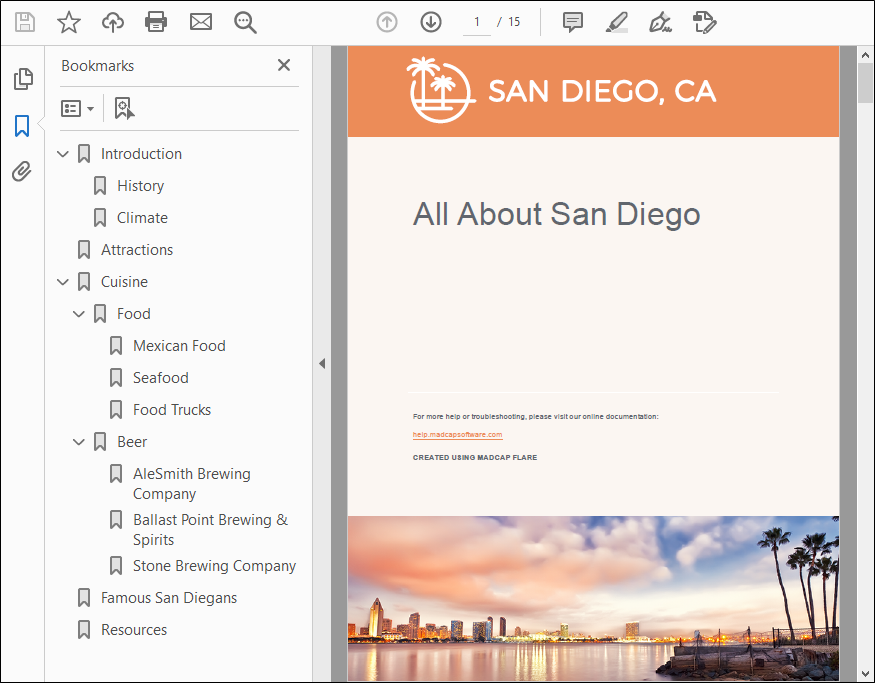 1 / 15
Bookmarks
Introduction
History
Climate
Attractions
Cuisine
Food
Mexican Food
Seafood
Food Trucks
Beer
AleSmith Brewing
Company
Ballast Point Brewing &
Spirits
Stone Brewing Company
Famous San Diegans
Resources
SAN DIEGO, CA
All About San Diego
For more help or troubleshooting, please visit our online documentation:
help.madcapsoftware.com
CREATED USING MADCAP FLARE